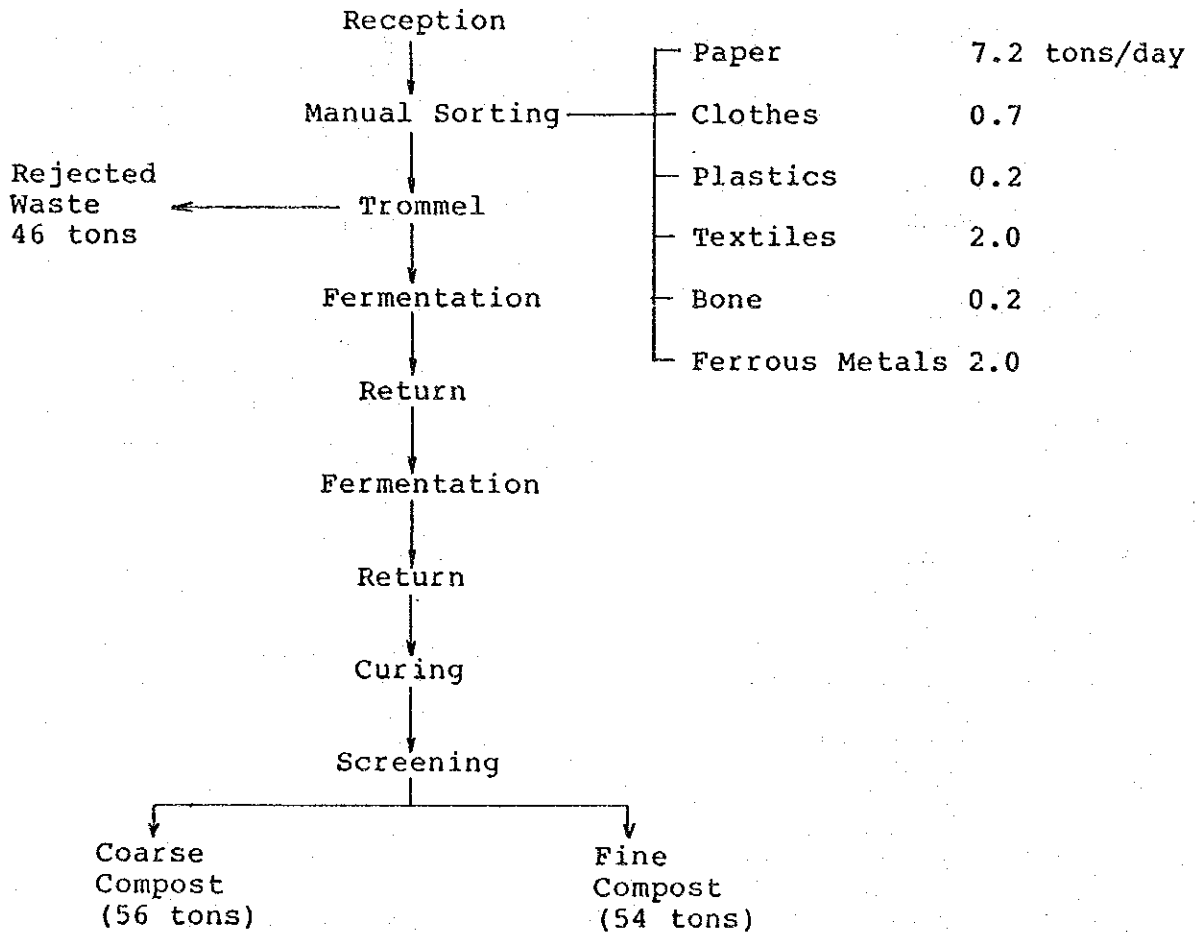 Reception
Manual Sorting
Paper 7.2 tons/day
Clothes 0.7
Plastics 0.2
Textiles 2.0
Bone 0.2
Ferrous Metals 2.0
Rejected
Waste
46 tons
Trommel
Fermentation
Return
Fermentation
Return
Curing
Screening
Coarse
Compost
(56 tons)
Fine
Compost
(54 tons)